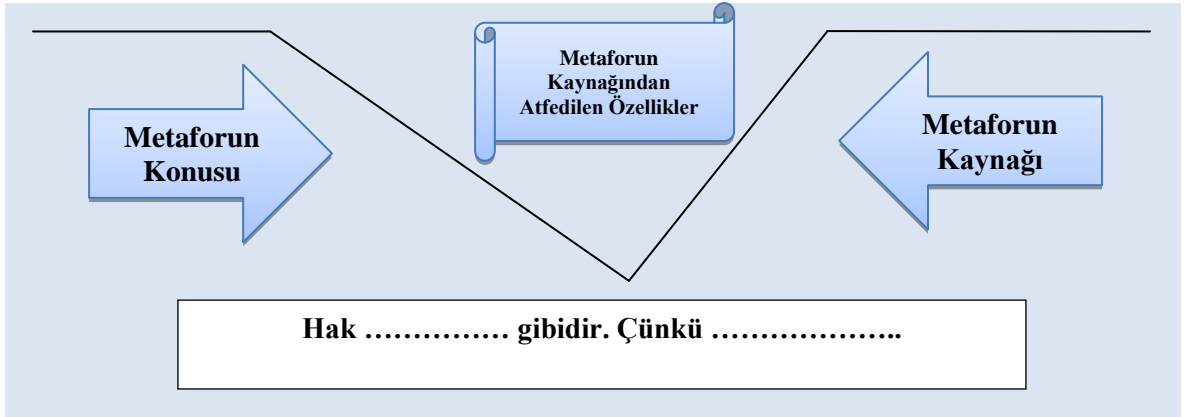 Metaforun
Kaynağından
Atfedilen Özellikler
Metaforun
Konusu
Metaforun
Kaynağı
Hak …………… gibidir. Çünkü ………………..